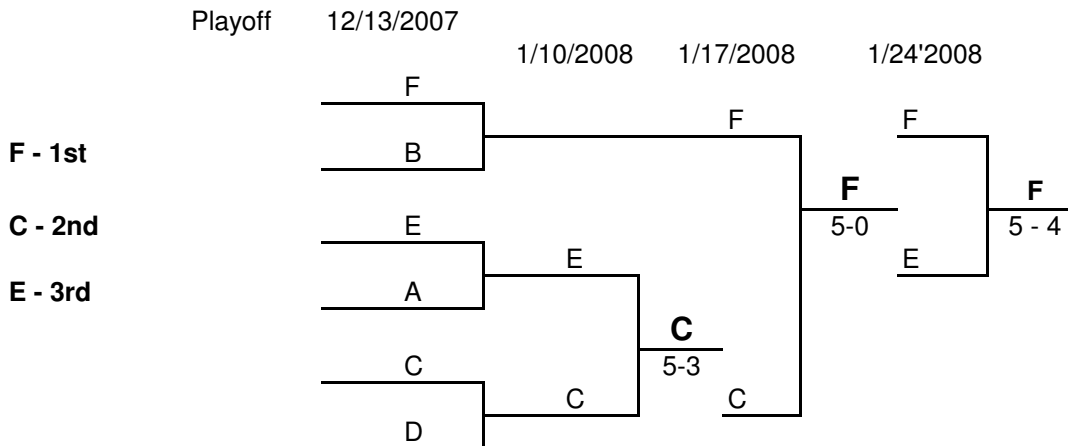 Playoff 12/13/2007
1/10/2008 1/17/2008 1/24'2008
F
F F
F - 1st B
F F
C - 2nd E 5-0 5 - 4
E E
E - 3rd A
C
C 5-3
C C
D